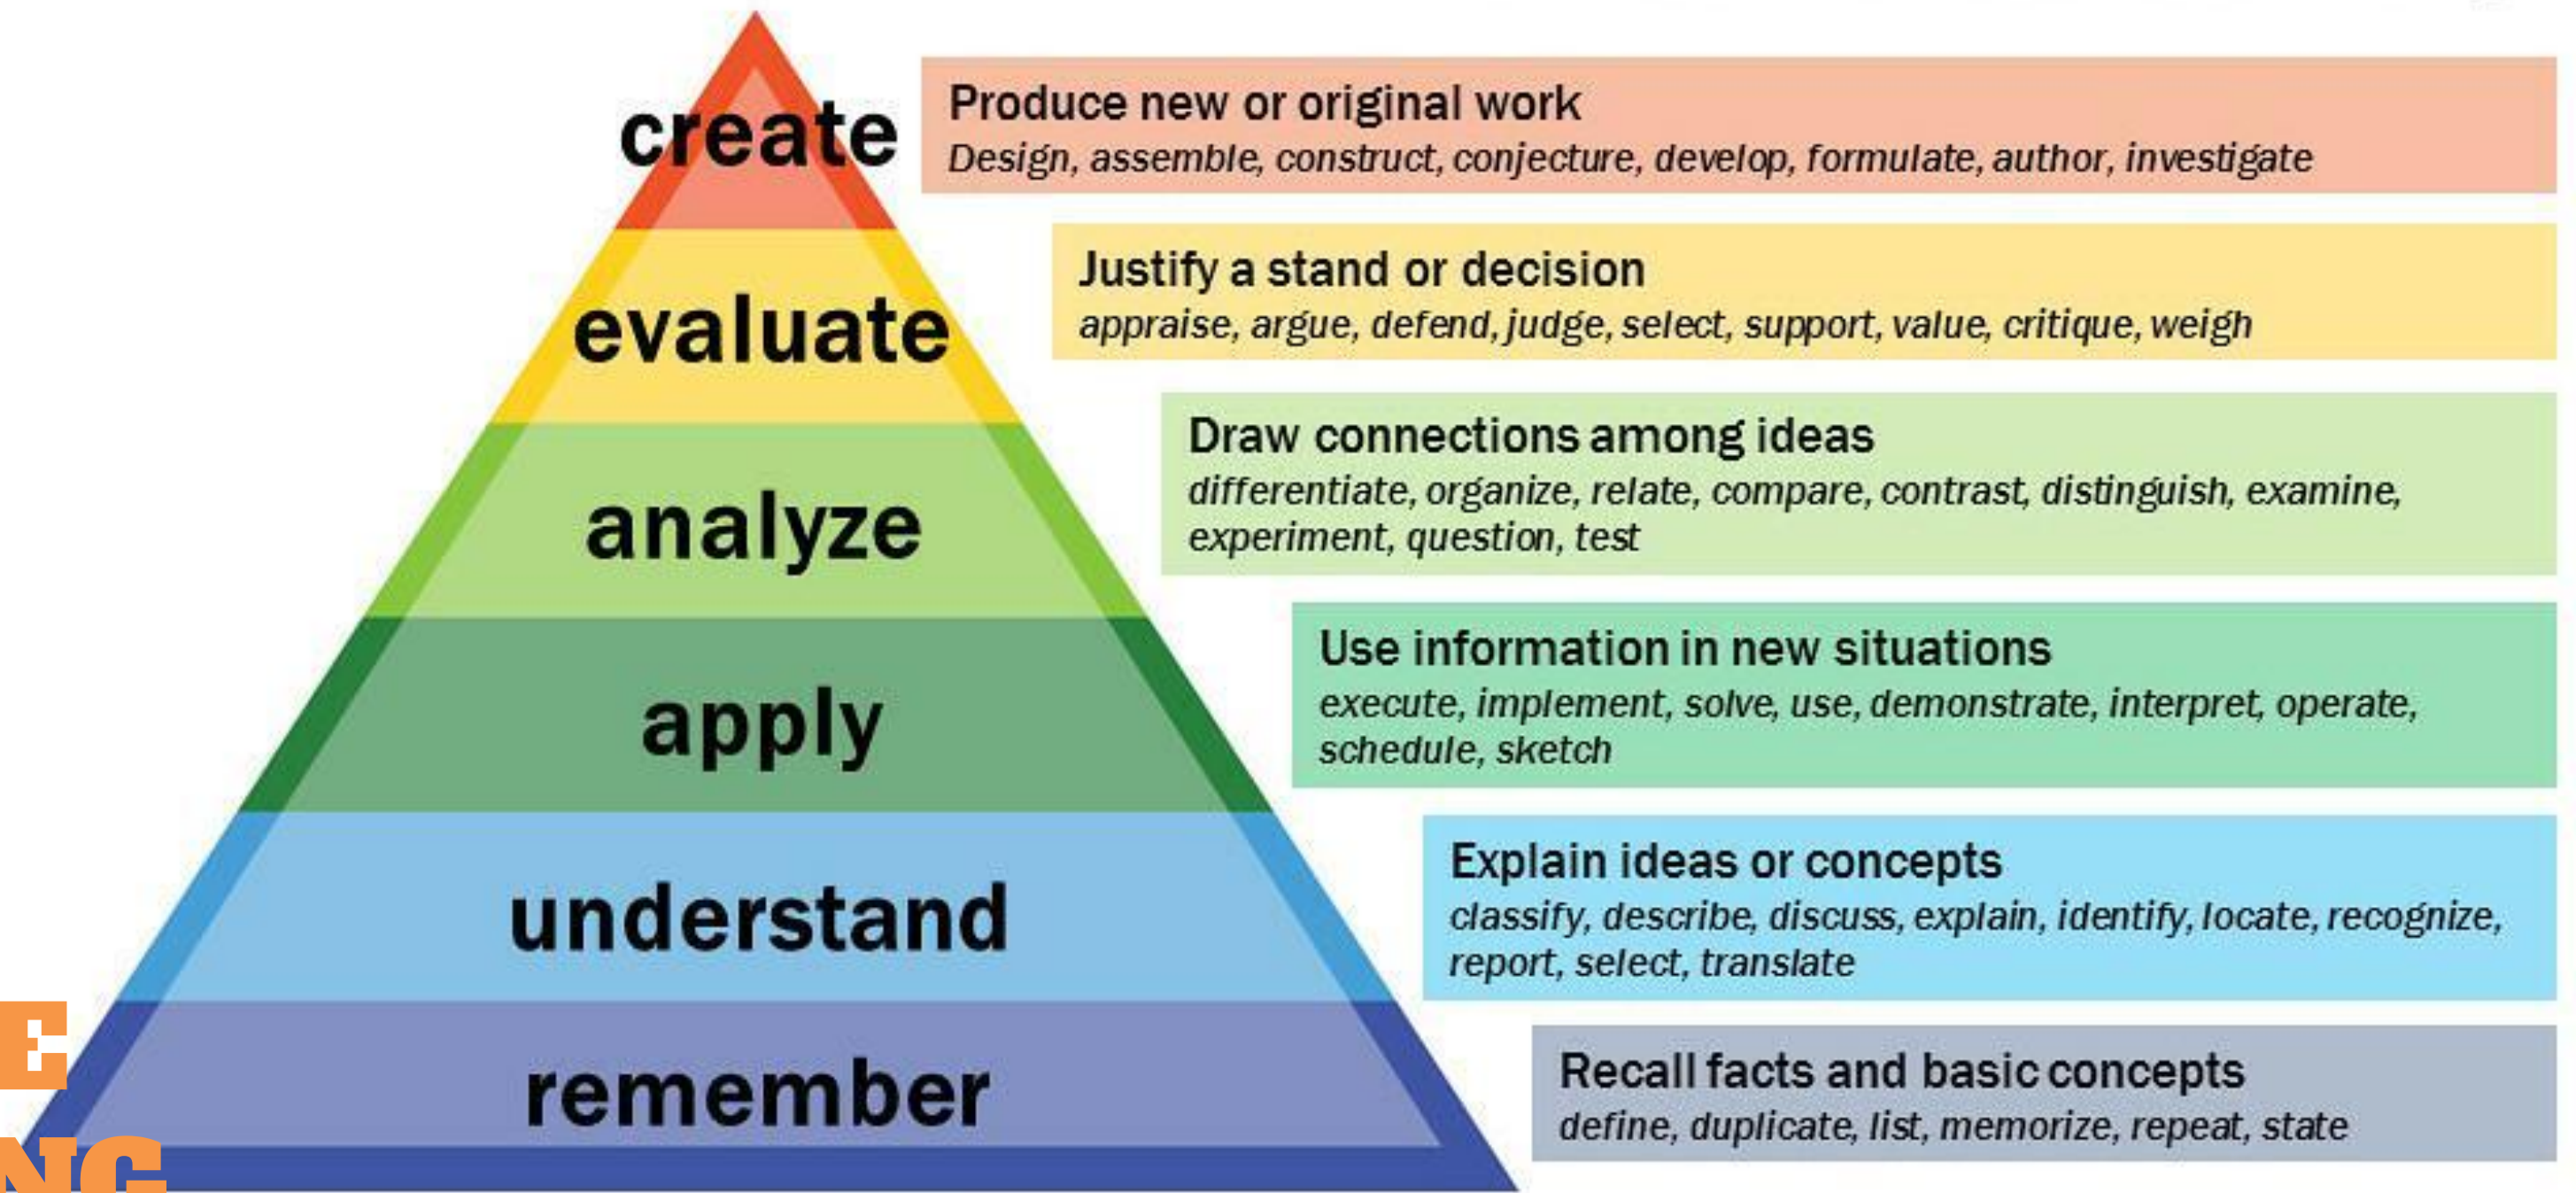 create
Produce new or original work
Design, assemble, construct, conjecture, develop, formulate, author, investigate
evaluate
Justify a stand or decision
appraise, argue, defend, judge, select, support, value, critique, weigh
analyze
Draw connections among ideas
differentiate, organize, relate, compare, contrast, distinguish, examine,
experiment, question, test
apply
Use information in new situations
execute, implement, solve, use, demonstrate, interpret, operate,
schedule, sketch
understand
Explain ideas or concepts
classify, describe, discuss, explain, identify, locate, recognize,
report, select, translate
remember
Recall facts and basic concepts
define, duplicate, list, memorize, repeat, state
E
NG